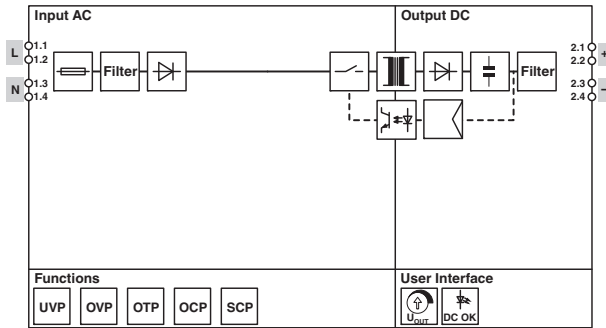 Input AC
Output DC
L
1.1
1.2
N
1.3
1.4
Filter
Filter
2.1
2.2
+
2.3
2.4
–
Functions
UVP
OVP
OTP
OCP
SCP
User Interface
UOUT
DC OK